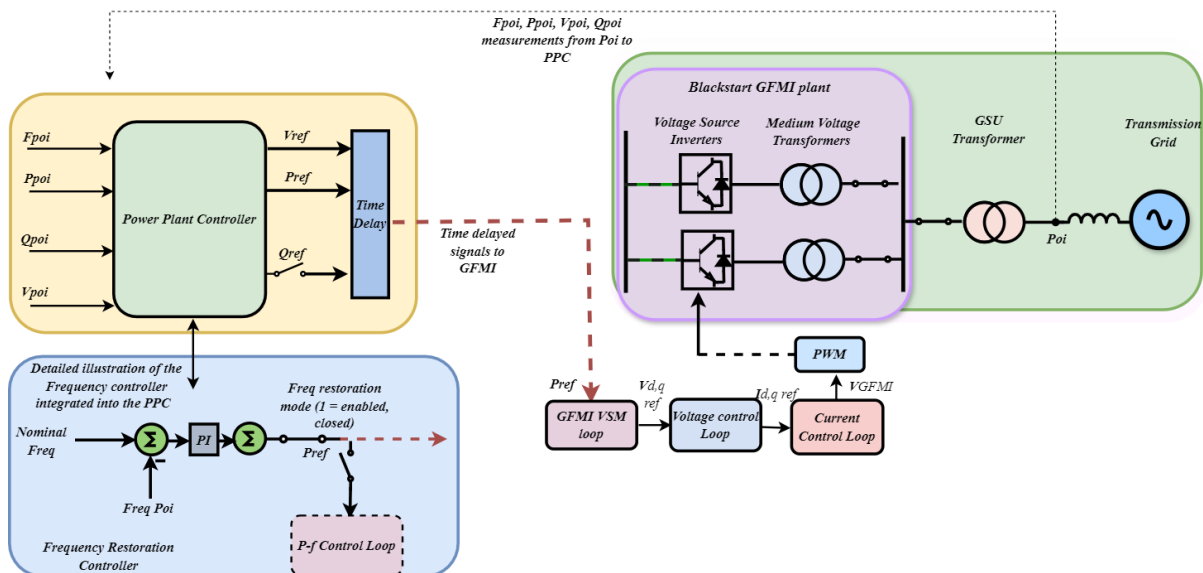 Fpoi, Ppoi, Vpoi, Qpoi
measurements from Poi to
PPC
Fpoi
Ppoi
Qpoi
Vpoi
Power Plant Controller
Vref
Pref
Qref
Time
Delay
Time delayed
signals to
GFMI
Blackstart GFMI plant
Voltage Source
Inverters
Medium Voltage
Transformers
GSU
Transformer
Transmission
Grid
Poi
PWM
Pref
GFMI VSM
loop
Vd,q
ref
Voltage control
Loop
Id,q ref
Current
Control Loop
VGFMI
Detailed illustration of the
Frequency controller
integrated into the PPC
Freq restoration
mode (1 = enabled,
closed)
Nominal
Freq
Σ
PI
Σ
Pref
Freq Poi
P-f Control Loop
Frequency Restoration
Controller